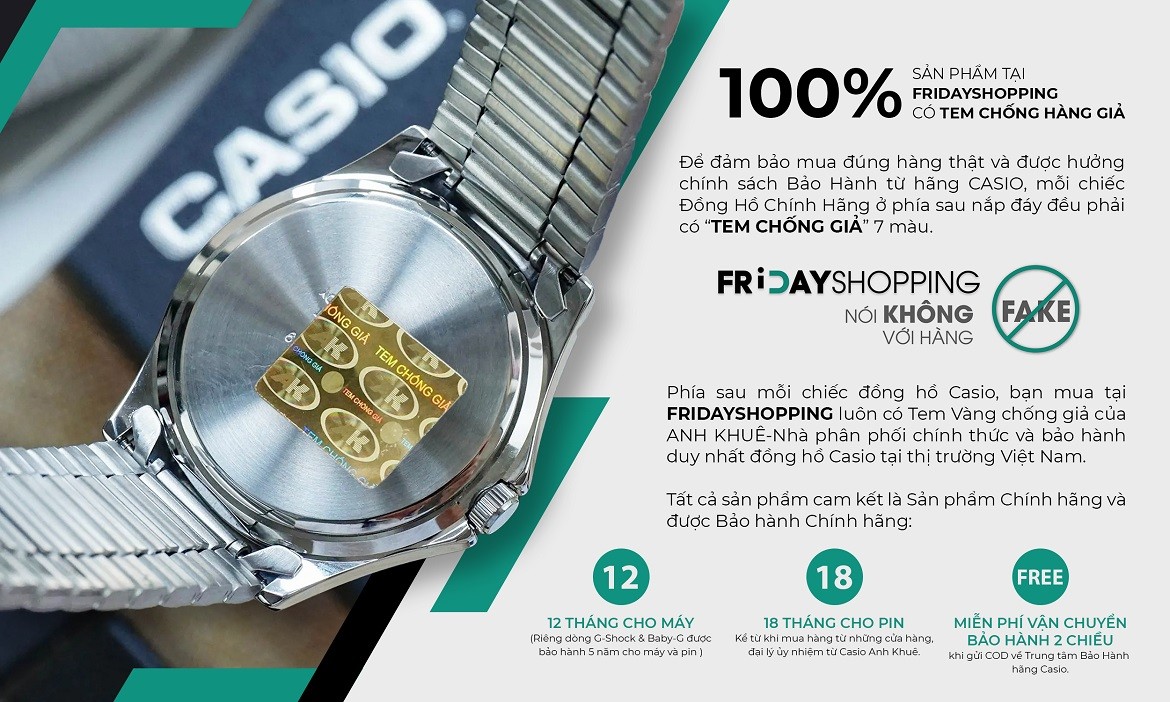 CASIO
100%
SẢN PHẨM TẠI
FRIDAYSHOPPING
CÓ TEM CHỐNG HÀNG GIẢ
Để đảm bảo mua đúng hàng thật và được hưởng
chính sách Bảo Hành từ hãng CASIO, mỗi chiếc
Đồng Hồ Chính Hãng ở phía sau nắp đáy đều phải
có “TEM CHỐNG GIẢ” 7 màu.
FRiDAYSHOPPING
NÓI KHÔNG
VỚI HÀNG
FAKE
TEM CHỐNG GIẢ
CHỐNG GIẢ
TEM CHỐNG GIẢ
K
Phía sau mỗi chiếc đồng hồ Casio, bạn mua tại
FRIDAYSHOPPING luôn có Tem Vàng chống giả của
ANH KHUÊ-Nhà phân phối chính thức và bảo hành
duy nhất đồng hồ Casio tại thị trường Việt Nam.
Tất cả sản phẩm cam kết là Sản phẩm Chính hãng và
được Bảo hành Chính hãng:
12
12 THÁNG CHO MÁY
(Riêng dòng G-Shock & Baby-G được
bảo hành 5 năm cho máy và pin )
18
18 THÁNG CHO PIN
Kể từ khi mua hàng từ những cửa hàng,
đại lý ủy nhiệm từ Casio Anh Khuê.
FREE
MIỄN PHÍ VẬN CHUYỂN
BẢO HÀNH 2 CHIỀU
khi gửi COD về Trung tâm Bảo Hành
hãng Casio.